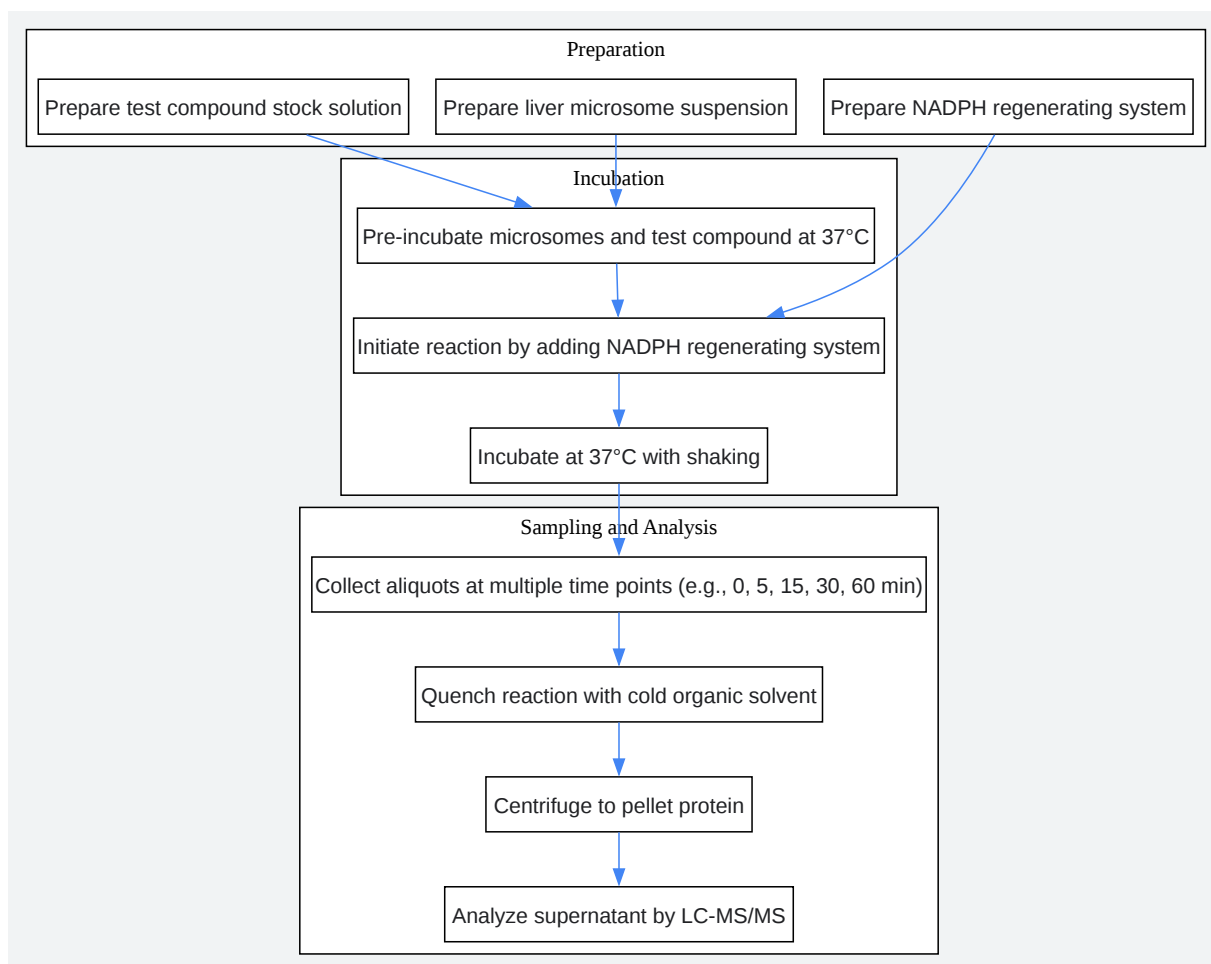 Preparation
Prepare test compound stock solution
Prepare liver microsome suspension
Prepare NADPH regenerating system
Incubation
Pre-incubate microsomes and test compound at 37°C
Initiate reaction by adding NADPH regenerating system
Incubate at 37°C with shaking
Sampling and Analysis
Collect aliquots at multiple time points (e.g., 0, 5, 15, 30, 60 min)
Quench reaction with cold organic solvent
Centrifuge to pellet protein
Analyze supernatant by LC-MS/MS